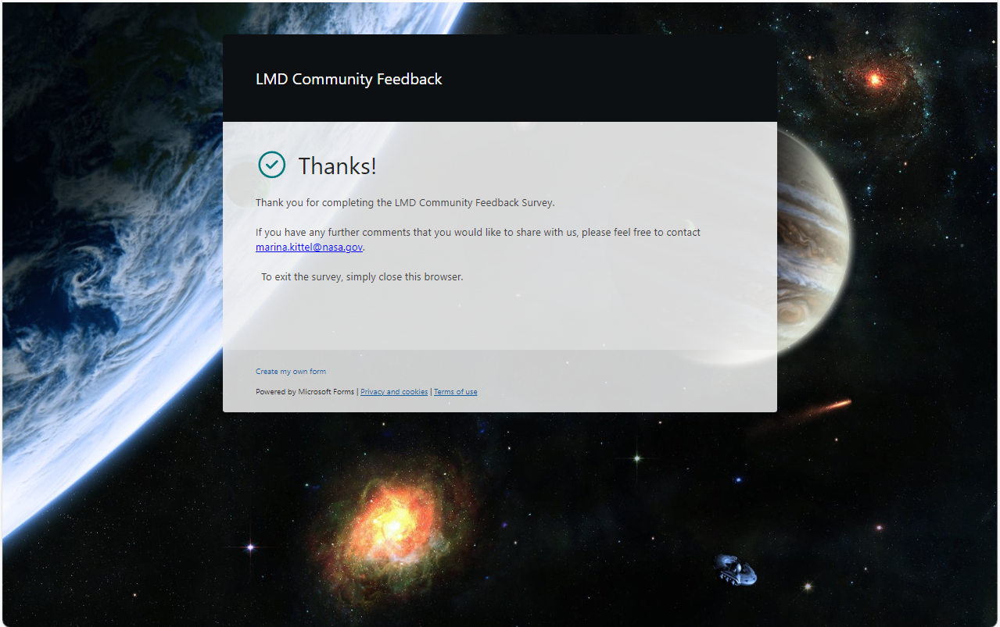 LMD Community Feedback
Thanks!
Thank you for completing the LMD Community Feedback Survey.
If you have any further comments that you would like to share with us, please feel free to contact
marina.kittel@nasa.gov.
To exit the survey, simply close this browser.
Create my own form
Powered by Microsoft Forms | Privacy and cookies | Terms of use